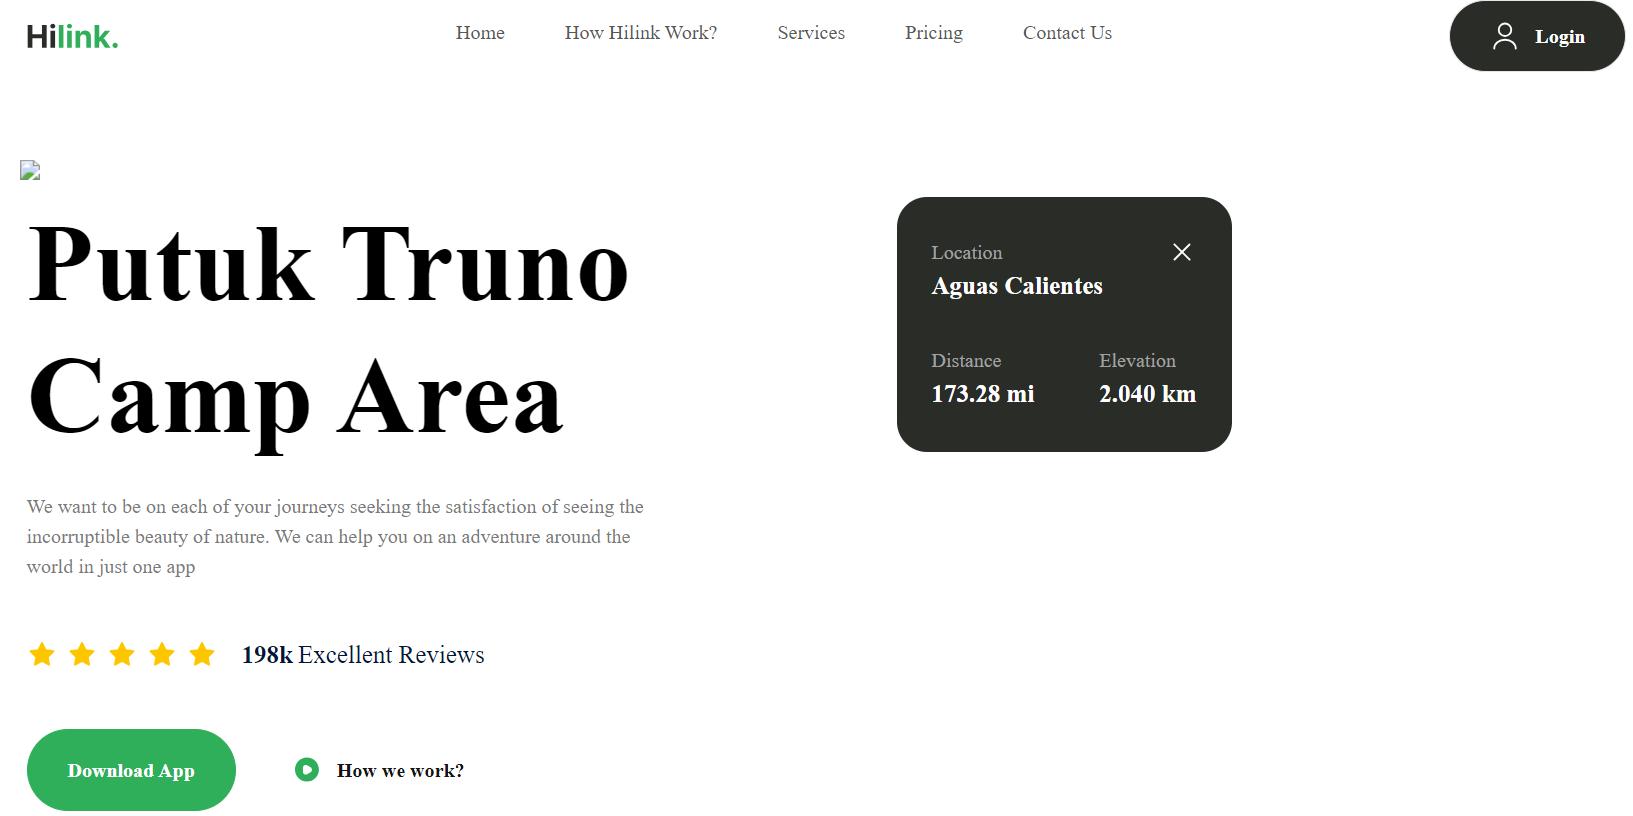 Hilink.
Home
How Hilink Work?
Services
Pricing
Contact Us
Login
Putuk Truno
Camp Area
We want to be on each of your journeys seeking the satisfaction of seeing the
incorruptible beauty of nature. We can help you on an adventure around the
world in just one app
198k Excellent Reviews
Download App
How we work?
Location
Aguas Calientes
Distance
173.28 mi
Elevation
2.040 km